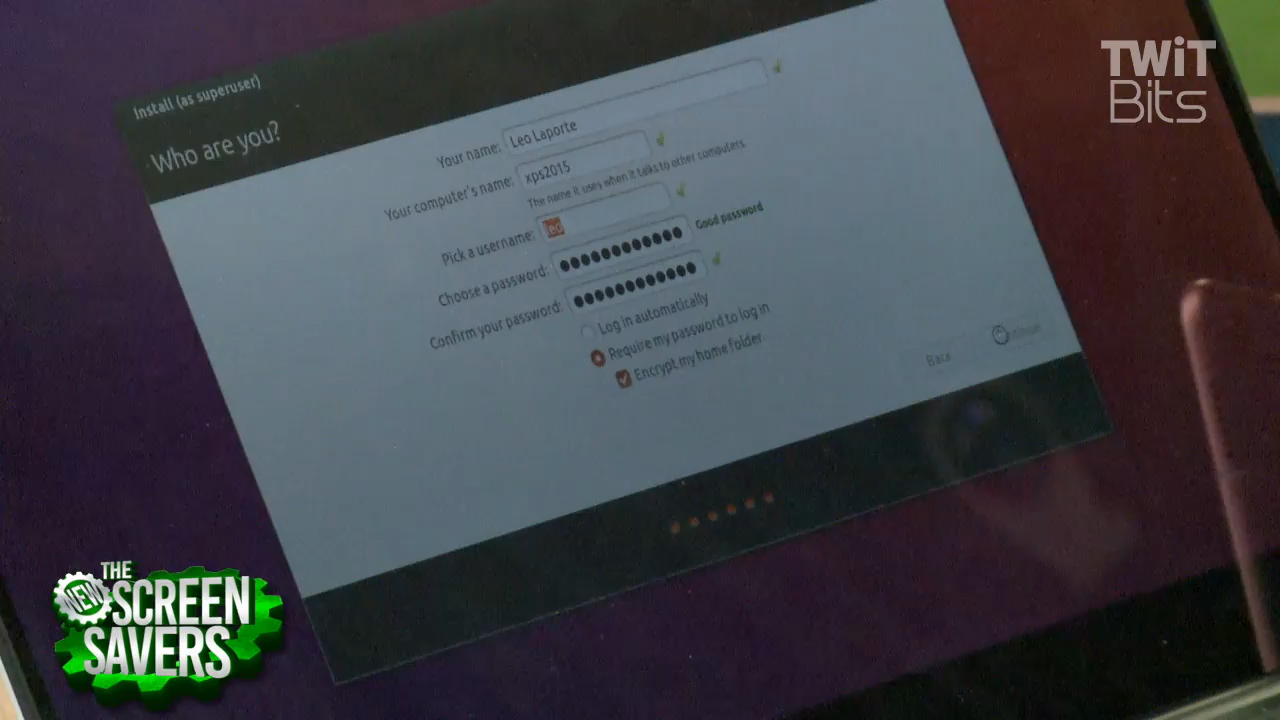 TWiT
Bits
Install (as superuser)
Who are you?
Your name: Leo Laporte
Your computer's name: xps2015
The name it uses when it talks to other computers.
Pick a username: leo
Choose a password: ●●●●●●●●●●●● Good password
Confirm your password: ●●●●●●●●●●●●
Log in automatically
Require my password to log in
Encrypt my home folder
Back Continue
THE
NEW SCREEN
SAVERS